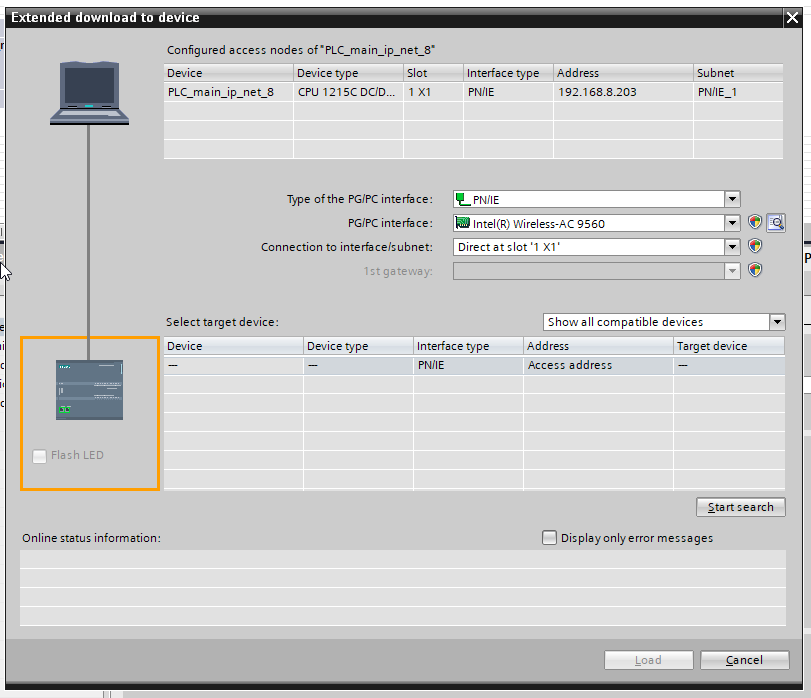 Extended download to device
Configured access nodes of "PLC_main_ip_net_8"
Device Device type Slot Interface type Address Subnet
PLC_main_ip_net_8 CPU 1215C DC/D... 1 X1 PN/IE 192.168.8.203 PN/IE_1
Type of the PG/PC interface: PN/IE
PG/PC interface: Intel(R) Wireless-AC 9560
Connection to interface/subnet: Direct at slot '1 X1'
1st gateway:
Select target device: Show all compatible devices
Device Device type Interface type Address Target device
— — PN/IE Access address —
Flash LED
Start search
Online status information: Display only error messages
Load Cancel